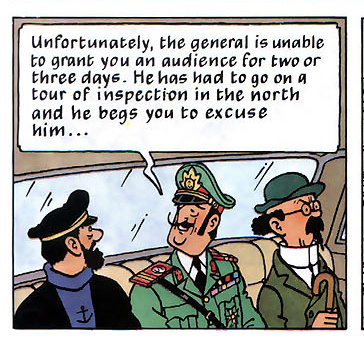 Unfortunately, the general is unable
to grant you an audience for two or
three days. He has had to go on a
tour of inspection in the north
and he begs you to excuse
him...